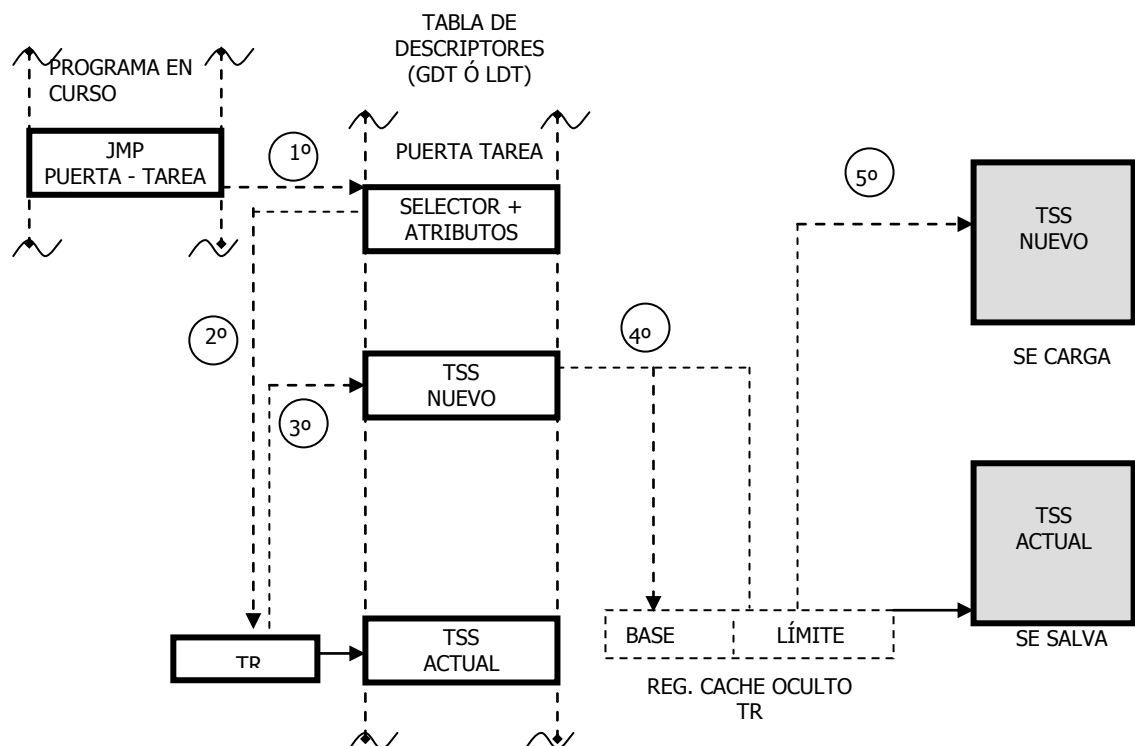 TABLA DE
DESCRIPTORES
(GDT Ó LDT)
PROGRAMA EN
CURSO
JMP
PUERTA - TAREA
1º
PUERTA TAREA
SELECTOR +
ATRIBUTOS
5º
TSS
NUEVO
SE CARGA
2º
4º
TSS
NUEVO
3º
TSS
ACTUAL
SE SALVA
TR
TSS
ACTUAL
BASE
LÍMITE
REG. CACHE OCULTO
TR